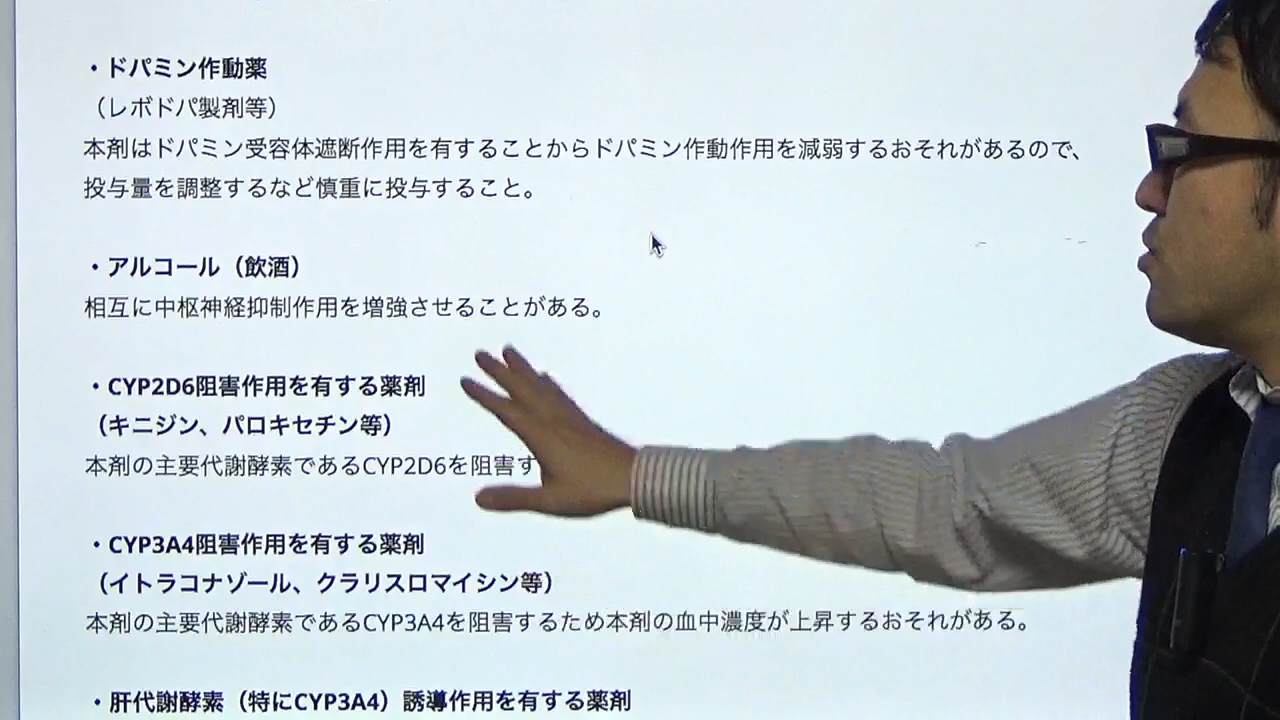 ・ドパミン作動薬
（レボドパ製剤等）
本剤はドパミン受容体遮断作用を有することからドパミン作動作用を減弱するおそれがあるので、
投与量を調整するなど慎重に投与すること。
・アルコール（飲酒）
相互に中枢神経抑制作用を増強させることがある。
・CYP2D6阻害作用を有する薬剤
（キニジン、パロキセチン等）
本剤の主要代謝酵素であるCYP2D6を阻害す
・CYP3A4阻害作用を有する薬剤
（イトラコナゾール、クラリスロマイシン等）
本剤の主要代謝酵素であるCYP3A4を阻害するため本剤の血中濃度が上昇するおそれがある。
・肝代謝酵素（特にCYP3A4）誘導作用を有する薬剤